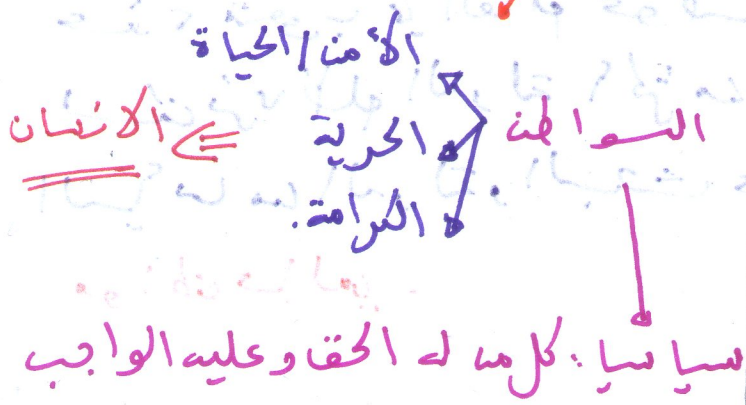 الأمن / الحياة
المواطن الحرية ⇐ الانسان
الكرامة.
سياسيا: كل من له الحق وعليه الواجب